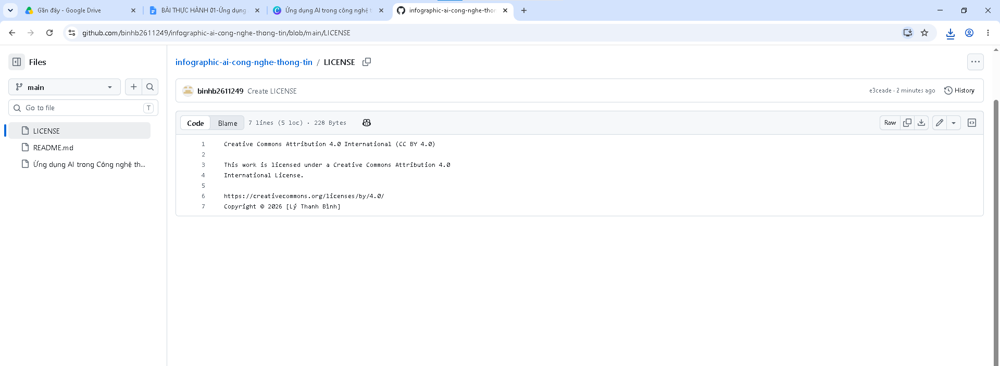 Gần đây - Google Drive
BÀI THỰC HÀNH 01-Ứng dụng
Ứng dụng AI trong công nghệ t
infographic-ai-cong-nghe-thon
github.com/binhb2611249/infographic-ai-cong-nghe-thong-tin/blob/main/LICENSE
Files
infographic-ai-cong-nghe-thong-tin / LICENSE
main
binhb2611249 Create LICENSE
e3ceade · 2 minutes ago
History
Go to file
T
Code
Blame
7 lines (5 loc) · 228 Bytes
Raw
LICENSE
README.md
Ứng dụng AI trong Công nghệ th...
1 Creative Commons Attribution 4.0 International (CC BY 4.0)
2
3 This work is licensed under a Creative Commons Attribution 4.0
4 International License.
5
6 https://creativecommons.org/licenses/by/4.0/
7 Copyright © 2026 [Lý Thanh Bình]